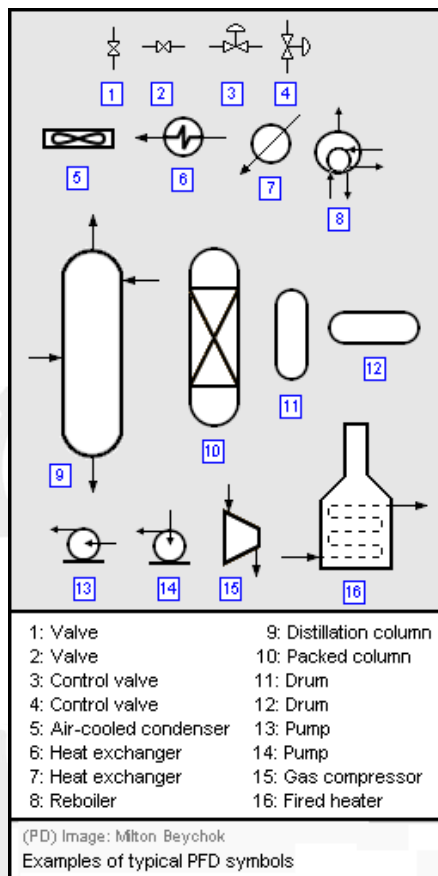 1 2 3 4
5 6 7 8
9 10 11 12
13 14 15 16
1: Valve
2: Valve
3: Control valve
4: Control valve
5: Air-cooled condenser
6: Heat exchanger
7: Heat exchanger
8: Reboiler
9: Distillation column
10: Packed column
11: Drum
12: Drum
13: Pump
14: Pump
15: Gas compressor
16: Fired heater
(PD) Image: Milton Beychok
Examples of typical PFD symbols